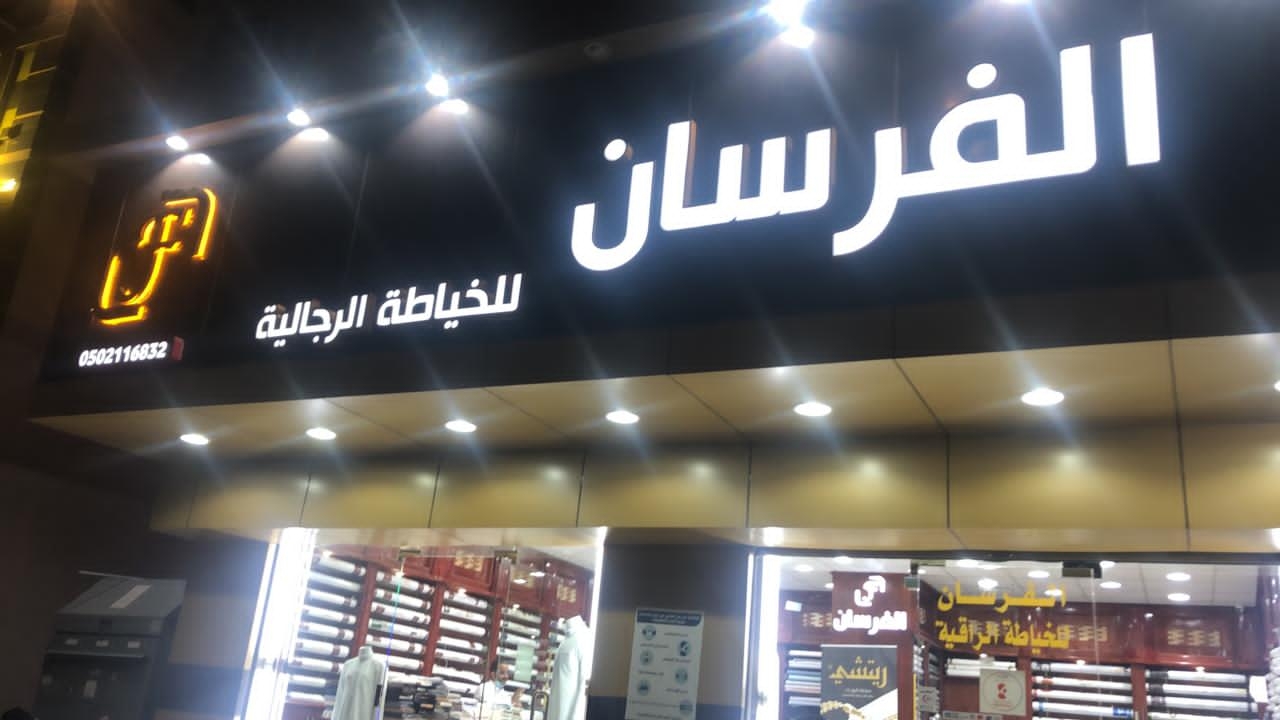 الفرسان
للخياطة الرجالية
0502116832
الفرسان
الفرسان
للخياطة الراقية
ريتشي